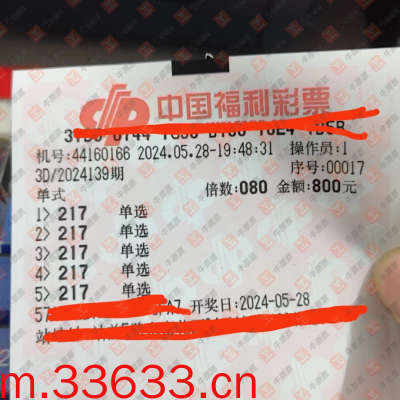 中国福利彩票
机号:44160166 2024.05.28-19:48:31 操作员:1
3D/2024139期 序号:00017
单式 倍数:080 金额:800元
1> 217 单选
2> 217 单选
3> 217 单选
4> 217 单选
5> 217 单选
开奖日:2024-05-28
m.33633.cn